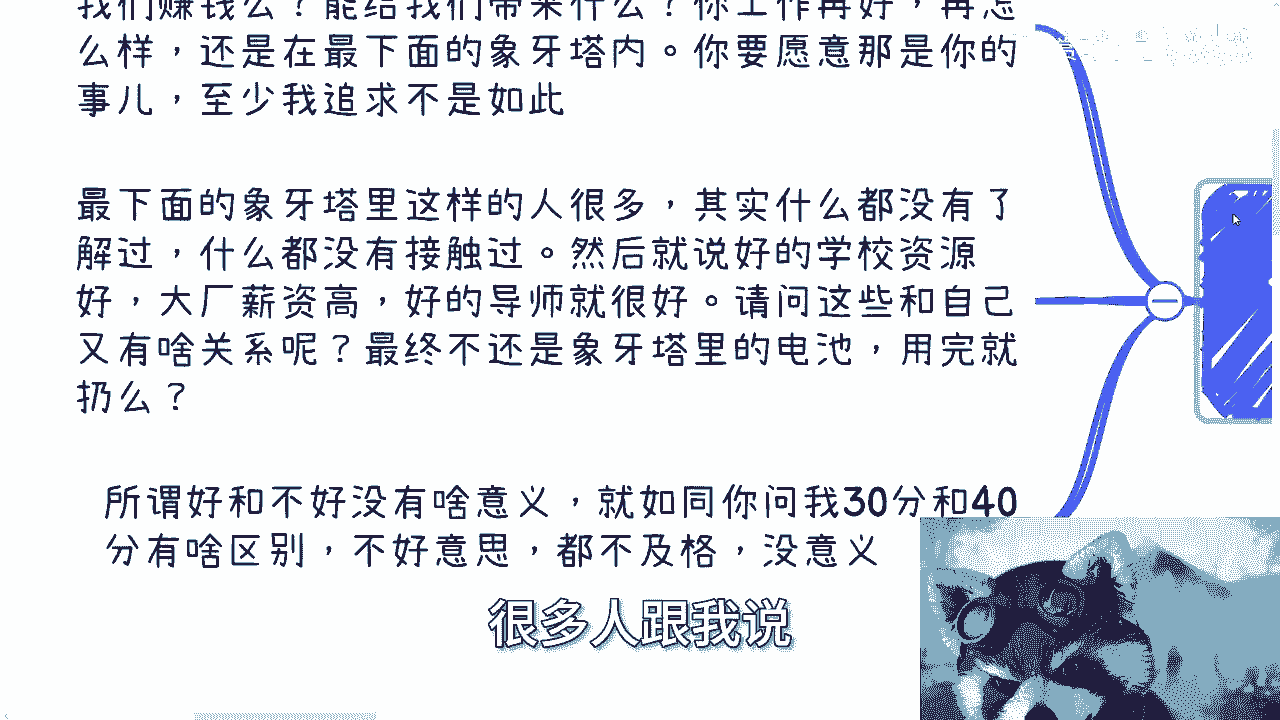 我们赚钱么？能给我们带来什么？你工作再好，再怎
么样，还是在最下面的象牙塔内。你要愿意那是你的
事儿，至少我追求不是如此
最下面的象牙塔里这样的人很多，其实什么都没有了
解过，什么都没有接触过。然后就说好的学校资源
好，大厂薪资高，好的导师就很好。请问这些和自己
又有啥关系呢？最终不还是象牙塔里的电池，用完就
扔么？
所谓好和不好没有啥意义，就如同你问我30分和40
分有啥区别，不好意思，都不及格，没意义
很多人跟我说